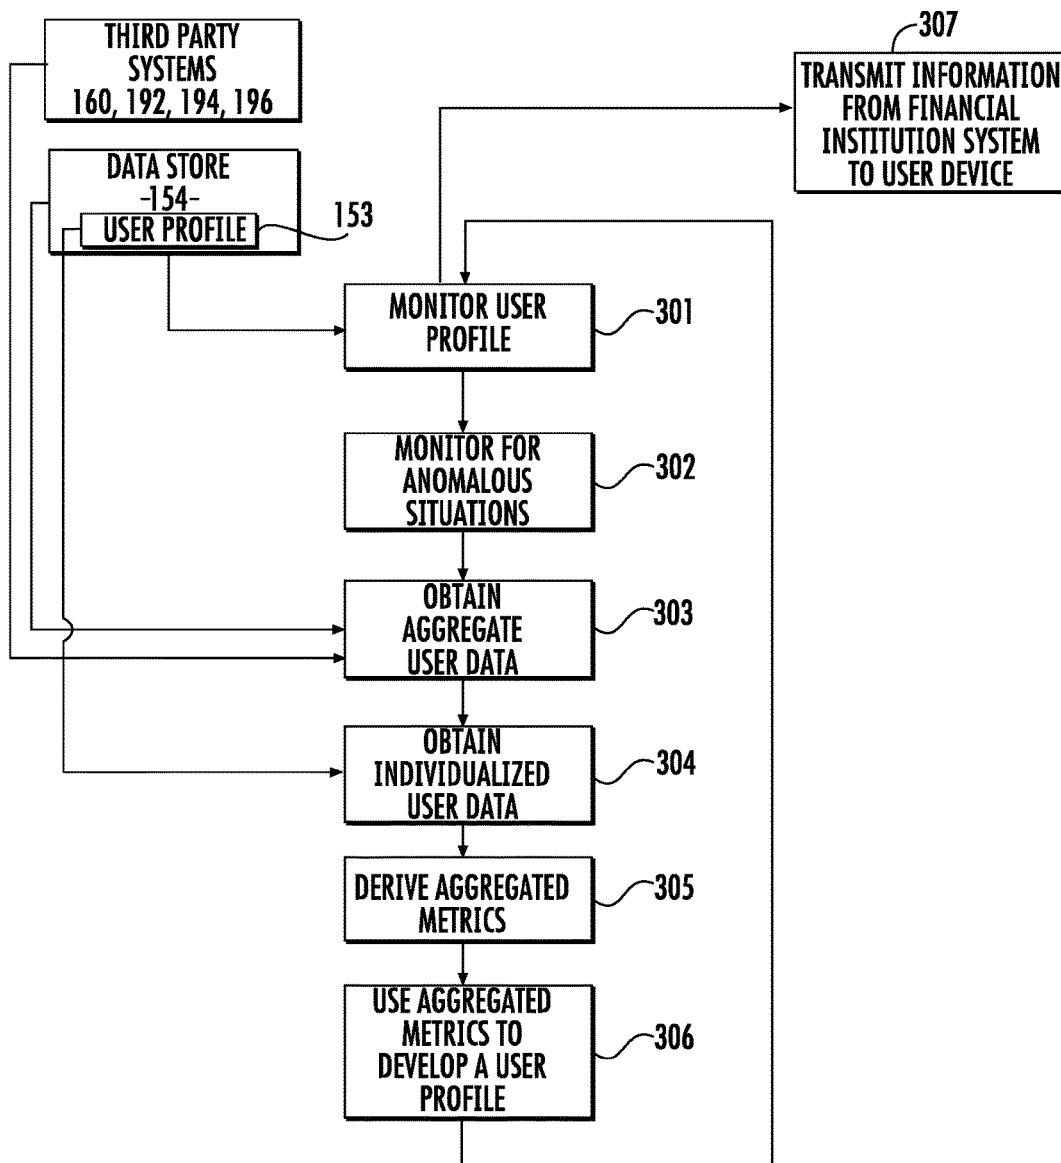 THIRD PARTY
SYSTEMS
160, 192, 194, 196
307
TRANSMIT INFORMATION
FROM FINANCIAL
INSTITUTION SYSTEM
TO USER DEVICE
DATA STORE
-154-
USER PROFILE
153
MONITOR USER
PROFILE
301
MONITOR FOR
ANOMALOUS
SITUATIONS
302
OBTAIN
AGGREGATE
USER DATA
303
OBTAIN
INDIVIDUALIZED
USER DATA
304
DERIVE AGGREGATED
METRICS
305
USE AGGREGATED
METRICS TO
DEVELOP A USER
PROFILE
306